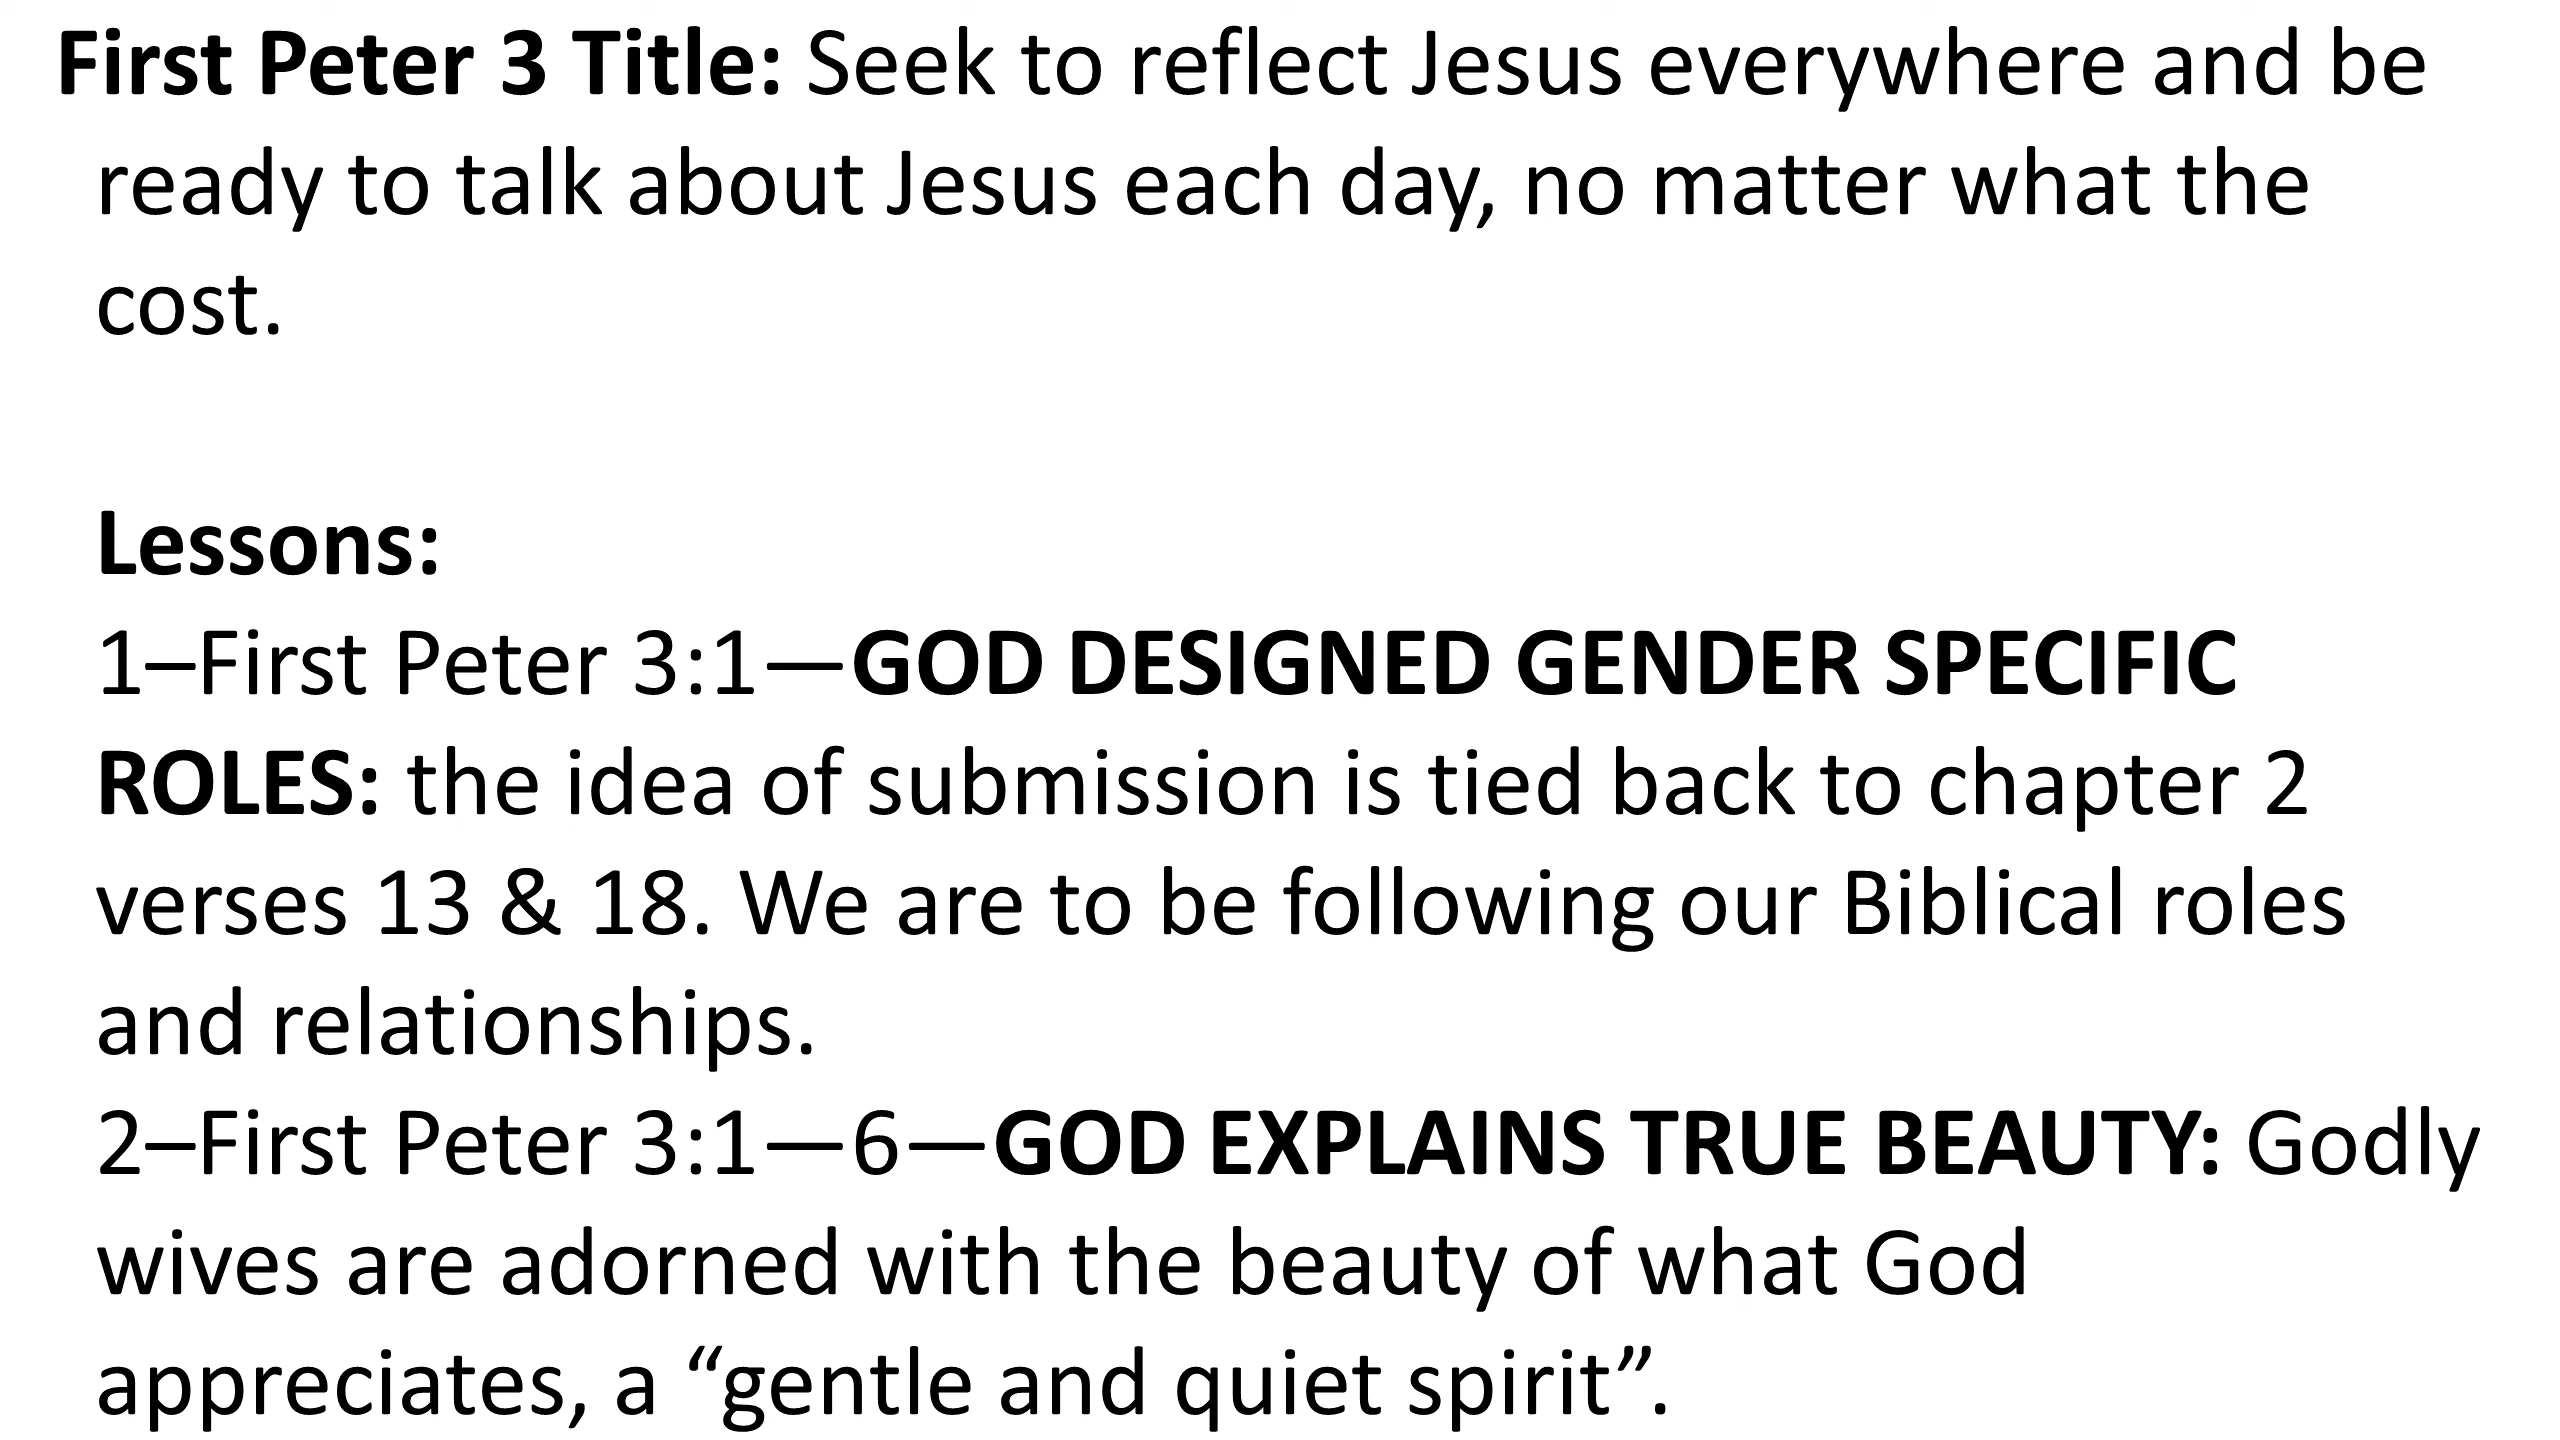 First Peter 3 Title: Seek to reflect Jesus everywhere and be
ready to talk about Jesus each day, no matter what the
cost.
Lessons:
1–First Peter 3:1—GOD DESIGNED GENDER SPECIFIC
ROLES: the idea of submission is tied back to chapter 2
verses 13 & 18. We are to be following our Biblical roles
and relationships.
2–First Peter 3:1—6—GOD EXPLAINS TRUE BEAUTY: Godly
wives are adorned with the beauty of what God
appreciates, a “gentle and quiet spirit”.